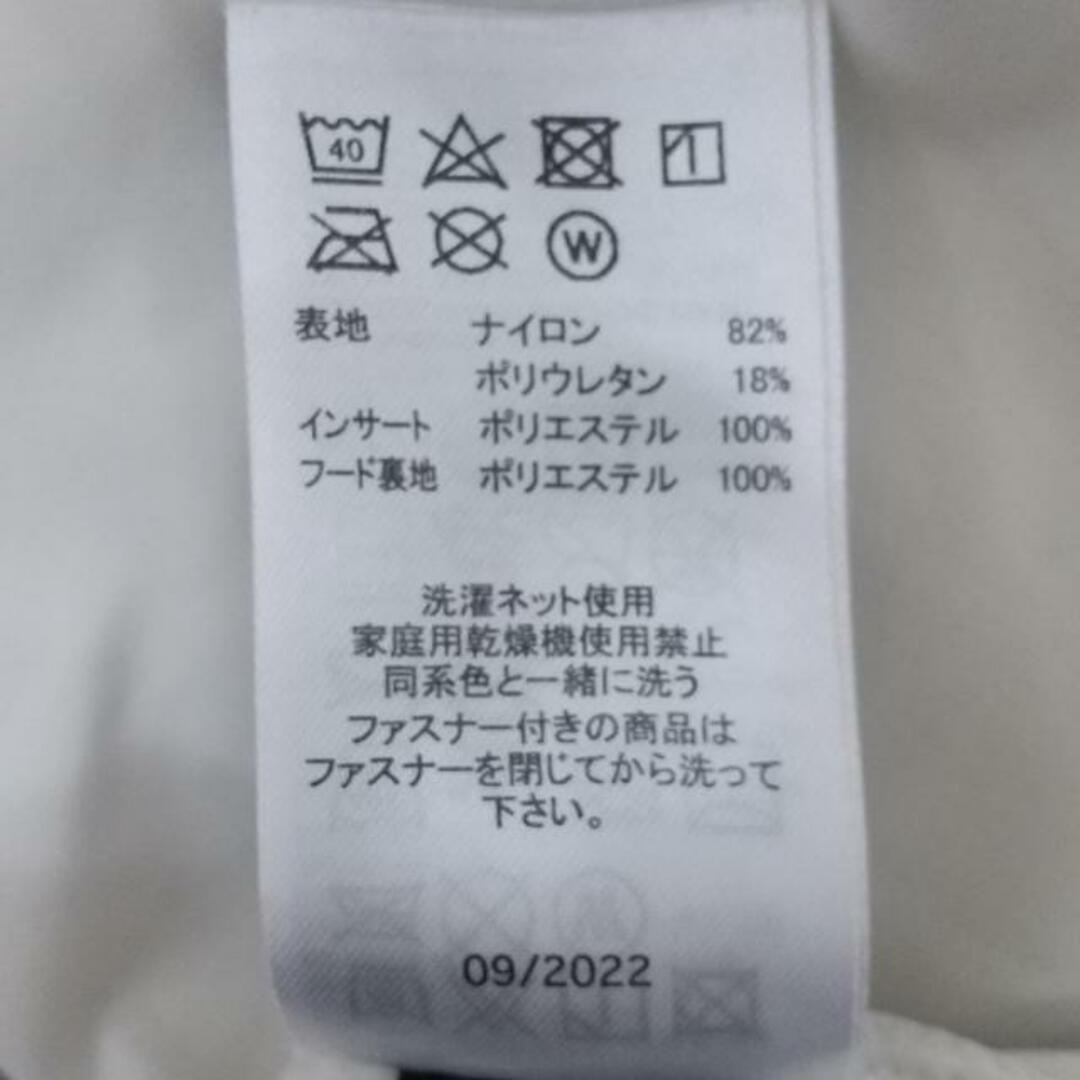 40
W
表地 ナイロン 82%
ポリウレタン 18%
インサート ポリエステル 100%
フード裏地 ポリエステル 100%
洗濯ネット使用
家庭用乾燥機使用禁止
同系色と一緒に洗う
ファスナー付きの商品は
ファスナーを閉じてから洗って
下さい。
09/2022